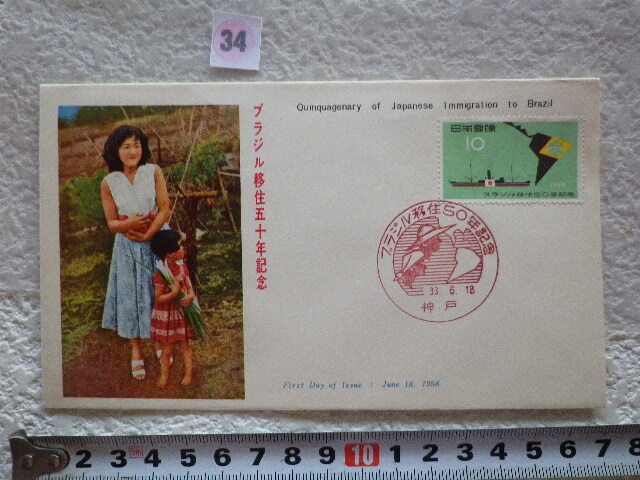 34
Quinquagenary of Japanese Immigration to Brazil
ブラジル移住五十年記念
日本郵便
10
1958
ブラジル移住50年記念
ブラジル移住50年記念
33.6.18
神戸
First Day of Issue : June 18, 1958
2 3 4 5 6 7 8 9 10 1 2 3 4 5 6 7 8